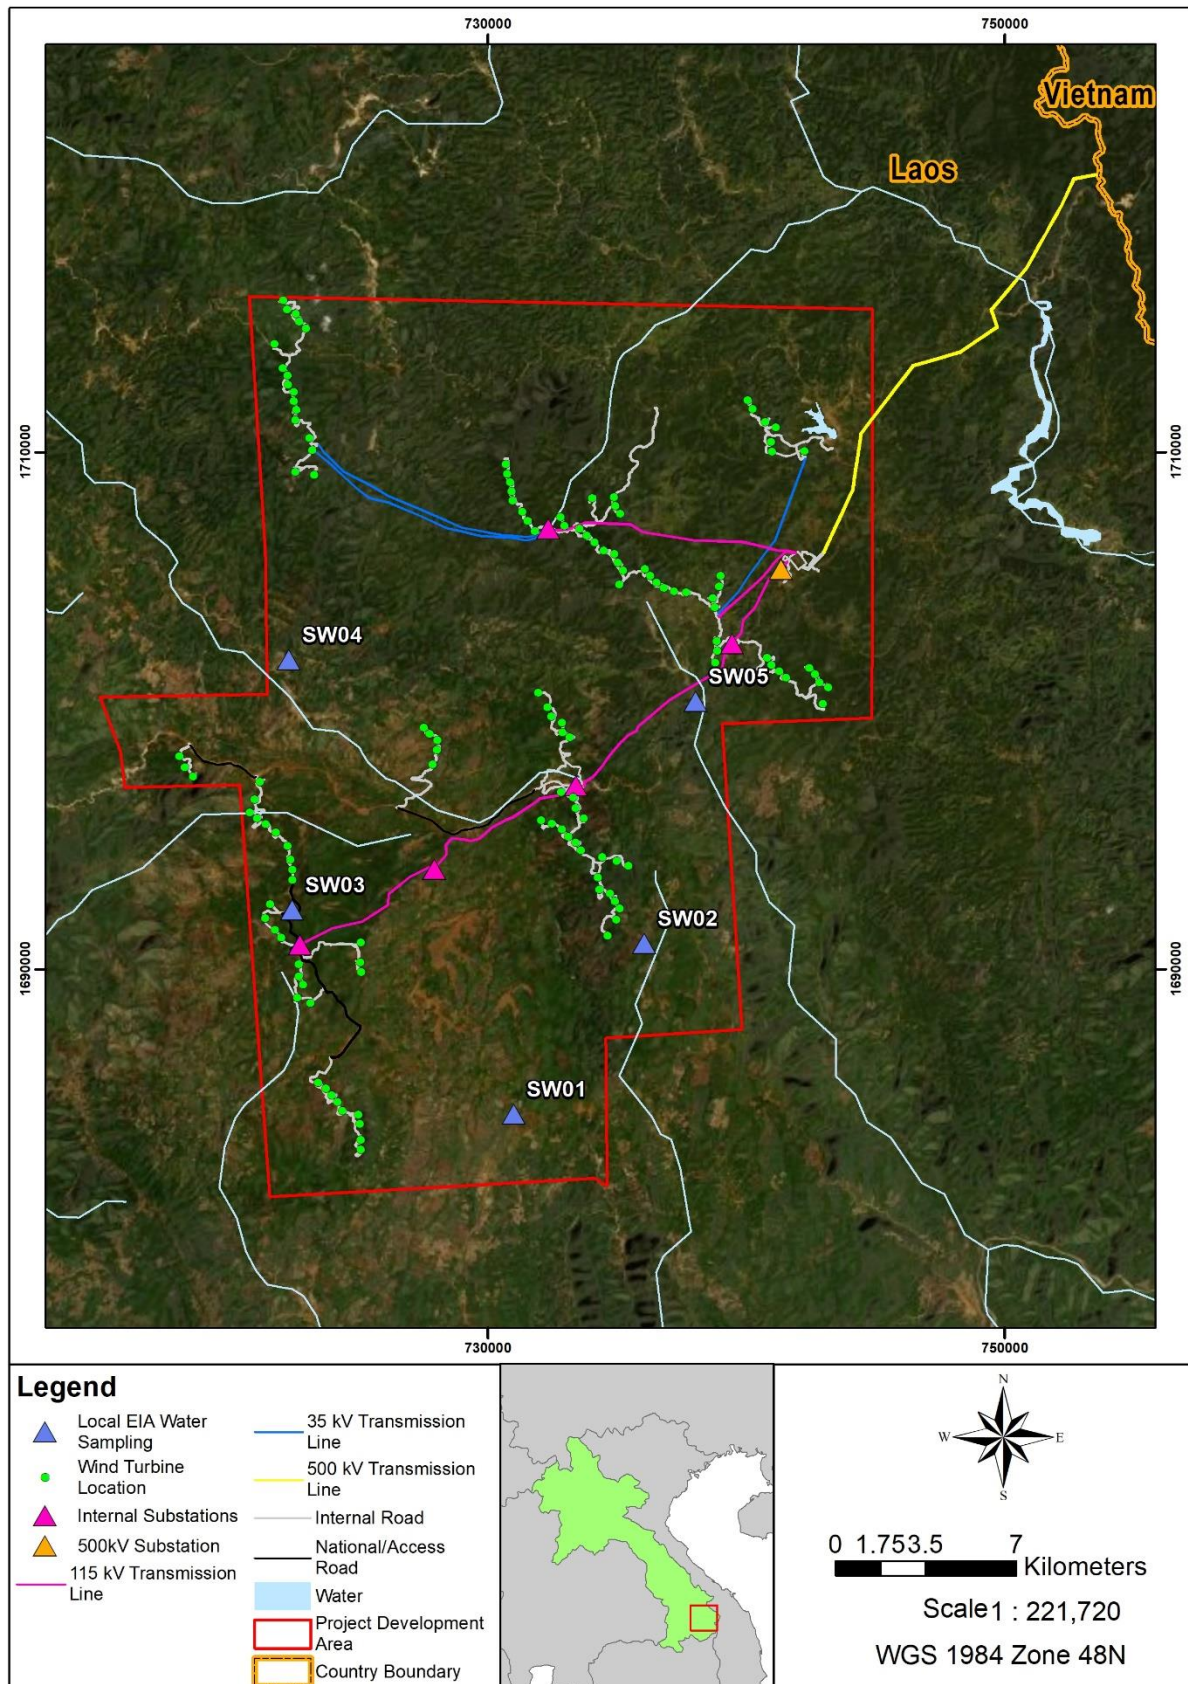 730000
750000
Vietnam
Laos
1710000
1710000
SW04
SW05
SW03
SW02
1690000
1690000
SW01
730000
750000
Legend
Local EIA Water
Sampling
Wind Turbine
Location
Internal Substations
500kV Substation
115 kV Transmission
Line
35 kV Transmission
Line
500 kV Transmission
Line
Internal Road
National/Access
Road
Water
Project Development
Area
Country Boundary
N
W
E
S
0 1.75 3.5 7
Kilometers
Scale 1 : 221,720
WGS 1984 Zone 48N